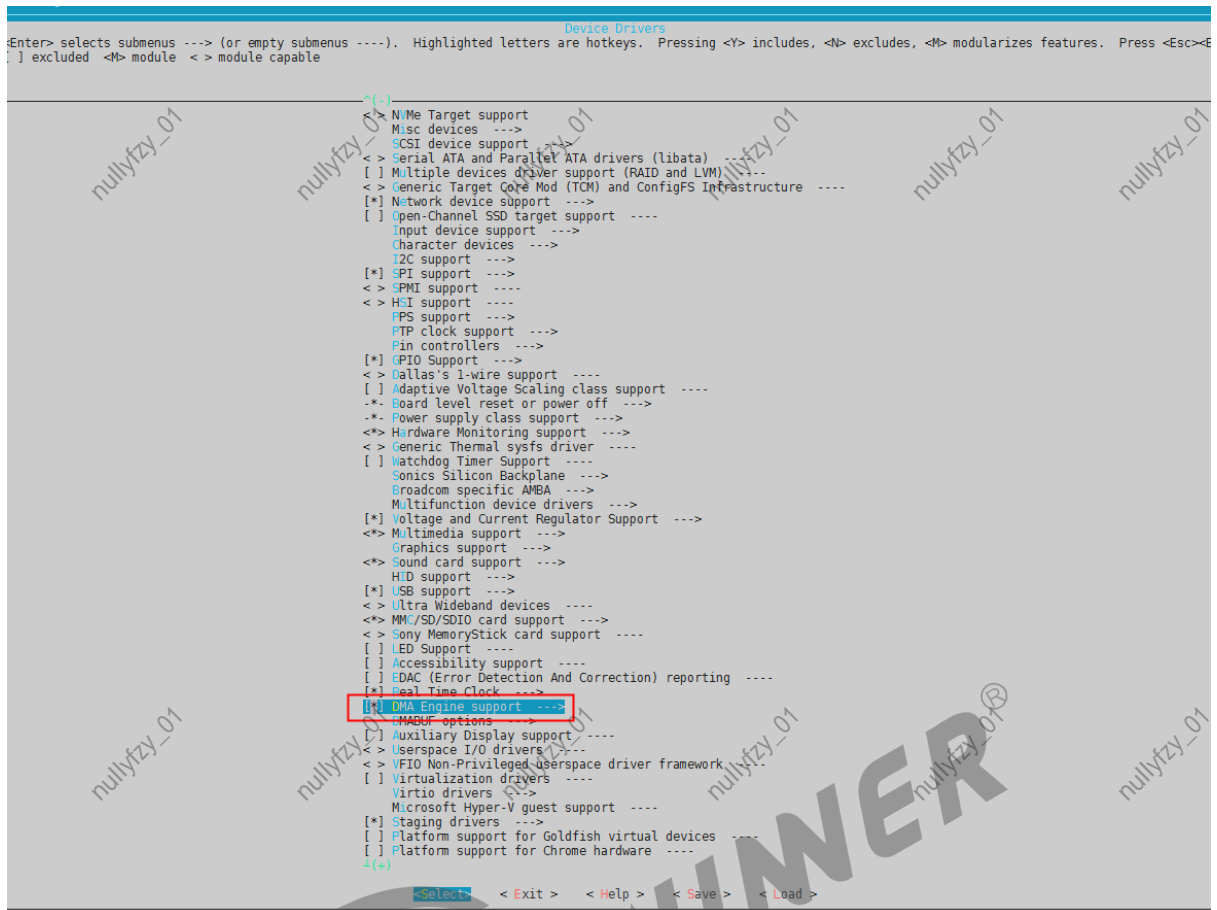 Device Drivers
<Enter> selects submenus ---> (or empty submenus ----).  Highlighted letters are hotkeys.  Pressing <Y> includes, <N> excludes, <M> modularizes features.  Press <Esc><E
[ ] excluded  <M> module  < > module capable
^(-)
< > NVMe Target support
Misc devices  --->
SCSI device support  --->
< > Serial ATA and Parallel ATA drivers (libata)  ----
[ ] Multiple devices driver support (RAID and LVM)  ----
< > Generic Target Core Mod (TCM) and ConfigFS Infrastructure  ----
[*] Network device support  --->
[ ] Open-Channel SSD target support  ----
Input device support  --->
Character devices  --->
I2C support  --->
[*] SPI support  --->
< > SPMI support  ----
< > HSI support  ----
PPS support  --->
PTP clock support  --->
Pin controllers  --->
[*] GPIO Support  --->
< > Dallas's 1-wire support  ----
[ ] Adaptive Voltage Scaling class support  ----
-*- Board level reset or power off  --->
-*- Power supply class support  --->
<*> Hardware Monitoring support  --->
< > Generic Thermal sysfs driver  ----
[ ] Watchdog Timer Support  ----
Sonics Silicon Backplane  --->
Broadcom specific AMBA  --->
Multifunction device drivers  --->
[*] Voltage and Current Regulator Support  --->
<*> Multimedia support  --->
Graphics support  --->
<*> Sound card support  --->
HID support  --->
[*] USB support  --->
< > Ultra Wideband devices  ----
<*> MMC/SD/SDIO card support  --->
< > Sony MemoryStick card support  ----
[ ] LED Support  ----
[ ] Accessibility support  ----
[ ] EDAC (Error Detection And Correction) reporting  ----
[*] Real Time Clock  --->
[*] DMA Engine support  --->
DMABUF options  --->
[ ] Auxiliary Display support  ----
< > Userspace I/O drivers  ----
< > VFIO Non-Privileged userspace driver framework  ----
[ ] Virtualization drivers  ----
Virtio drivers  --->
Microsoft Hyper-V guest support  ----
[*] Staging drivers  --->
[ ] Platform support for Goldfish virtual devices  ----
[ ] Platform support for Chrome hardware  ----
⊥(+)
<Select>    < Exit >    < Help >    < Save >    < Load >
nullyfzy_01 nullyfzy_01 nullyfzy_01 nullyfzy_01 nullyfzy_01
nullyfzy_01 nullyfzy_01 nullyfzy_01 nullyfzy_01 nullyfzy_01